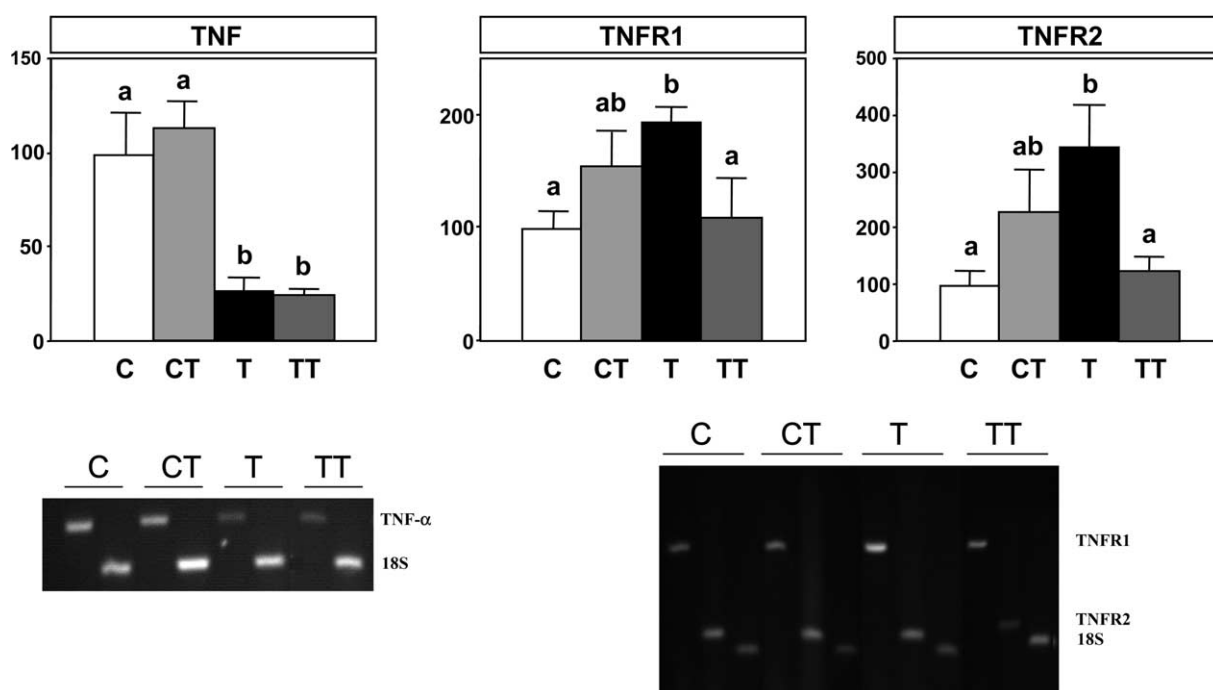 TNF
150
100
50
0
a
a
b
b
C CT T TT
TNFR1
200
100
0
a
ab
b
a
C CT T TT
TNFR2
500
400
300
200
100
0
a
ab
b
a
C CT T TT
C CT T TT
TNF-α
18S
C CT T TT
TNFR1
TNFR2
18S